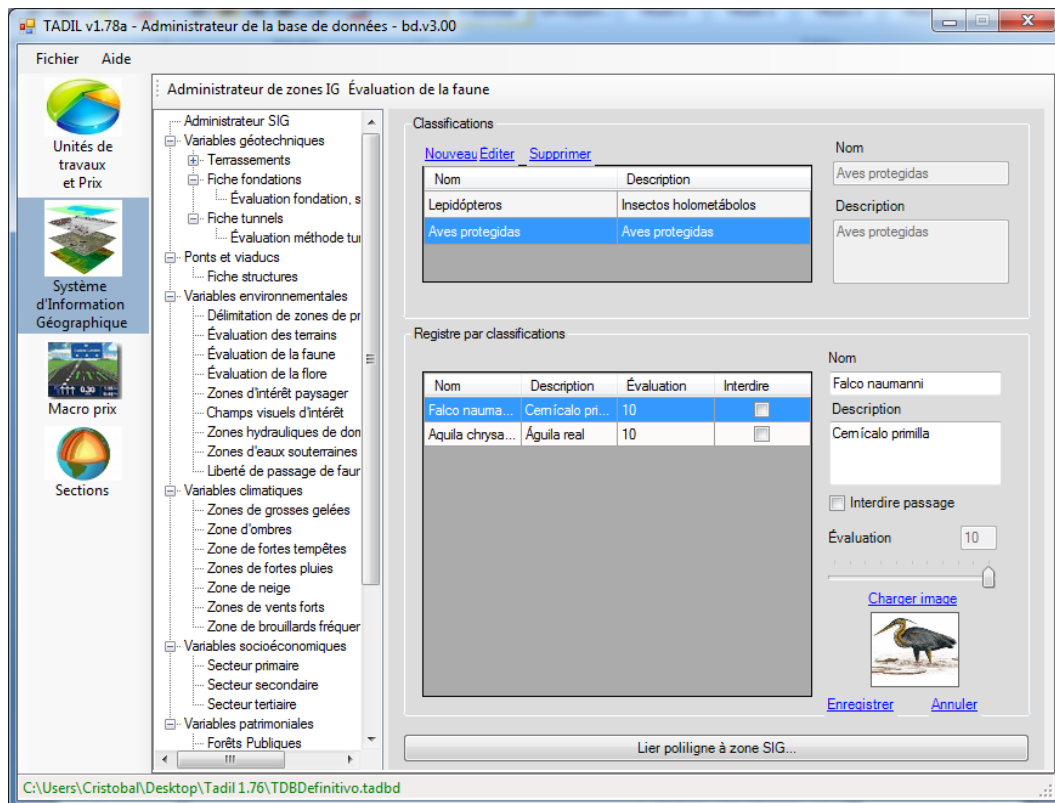 TADIL v1.78a - Administrateur de la base de données - bd.v3.00
Fichier Aide
Unités de
travaux
et Prix
Système
d'Information
Géographique
Macro prix
Sections
Administrateur de zones IG Évaluation de la faune
Administrateur SIG
Variables géotechniques
Terrassements
Fiche fondations
Évaluation fondation, s
Fiche tunnels
Évaluation méthode tu
Ponts et viaducs
Fiche structures
Variables environnementales
Délimitation de zones de pr
Évaluation des terrains
Évaluation de la faune
Évaluation de la flore
Zones d'intérêt paysager
Champs visuels d'intérêt
Zones hydrauliques de don
Zones d'eaux souterraines
Liberté de passage de faur
Variables climatiques
Zones de grosses gelées
Zone d'ombres
Zone de fortes tempêtes
Zones de fortes pluies
Zone de neige
Zones de vents forts
Zone de brouillards fréquer
Variables socioéconomiques
Secteur primaire
Secteur secondaire
Secteur tertiaire
Variables patrimoniales
Forêts Publiques
Classifications
Nouveau Éditer Supprimer
Nom Description
Lepidópteros Insectos holometábolos
Aves protegidas Aves protegidas
Nom
Aves protegidas
Description
Aves protegidas
Registre par classifications
Nom Description Évaluation Interdire
Falco nauma... Cernícalo pri... 10
Aquila chrysa... Águila real 10
Nom
Falco naumanni
Description
Cernícalo primilla
Interdire passage
Évaluation 10
Charger image
Enregistrer Annuler
Lier poliligne à zone SIG...
C:\Users\Cristobal\Desktop\Tadil 1.76\TDBDefinitivo.tadbd